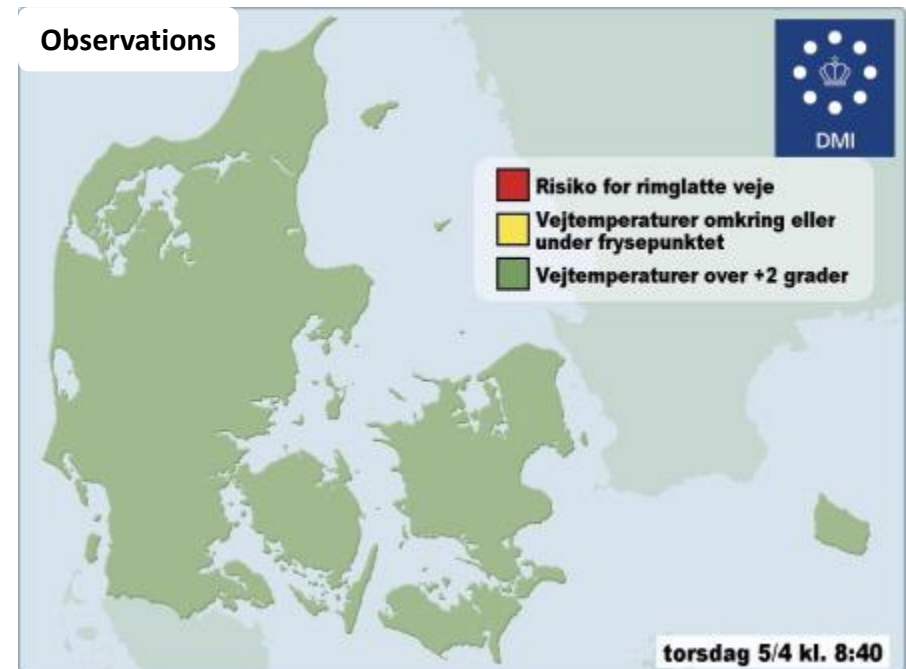 Observations
DMI
Risiko for rimglatte veje
Vejtemperaturer omkring eller
under frysepunktet
Vejtemperaturer over +2 grader
torsdag 5/4 kl. 8:40